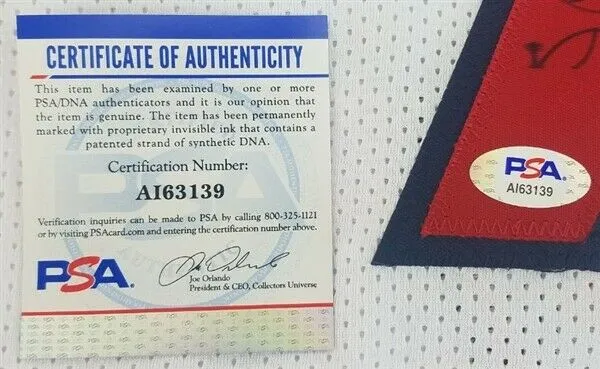 CERTIFICATE OF AUTHENTICITY
This item has been examined by one or more
PSA/DNA authenticators and it is our opinion that
the item is genuine. The item has been permanently
marked with proprietary invisible ink that contains a
patented strand of synthetic DNA.
Certification Number:
AI63139
Verification inquiries can be made to PSA by calling 800-325-1121
or by visiting PSAcard.com and entering the certification number above.
PSA.
Joe Orlando
President & CEO, Collectors Universe
PSA.
AI63139